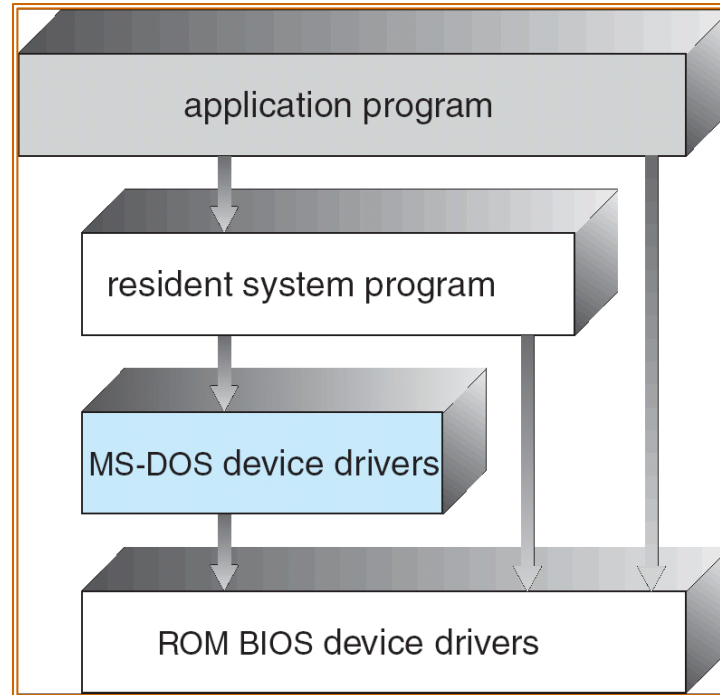 application program
resident system program
MS-DOS device drivers
ROM BIOS device drivers